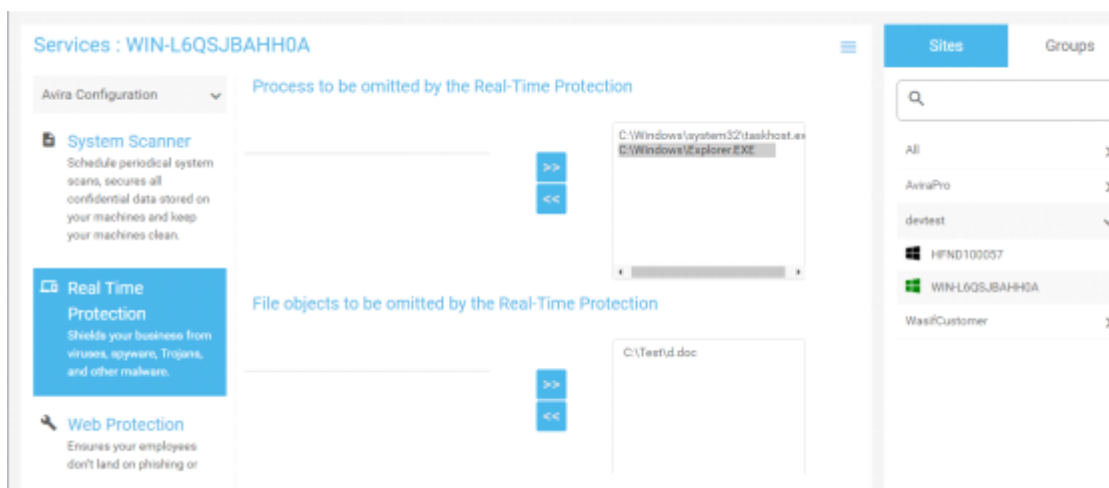 Services : WIN-L6QSJBAHH0A
Avira Configuration
System Scanner
Schedule periodical system
scans, secures all
confidential data stored on
your machines and keep
your machines clean.
Real Time
Protection
Shields your business from
viruses, spyware, Trojans,
and other malware.
Web Protection
Ensures your employees
don't land on phishing or
Process to be omitted by the Real-Time Protection
C:\Windows\system32\taskhost.ex
C:\Windows\Explorer.EXE
>>
<<
File objects to be omitted by the Real-Time Protection
C:\Test\d.doc
>>
<<
Sites
Groups
All
AviraPro
devtest
HFND100057
WIN-L6QSJBAHH0A
WasifCustomer